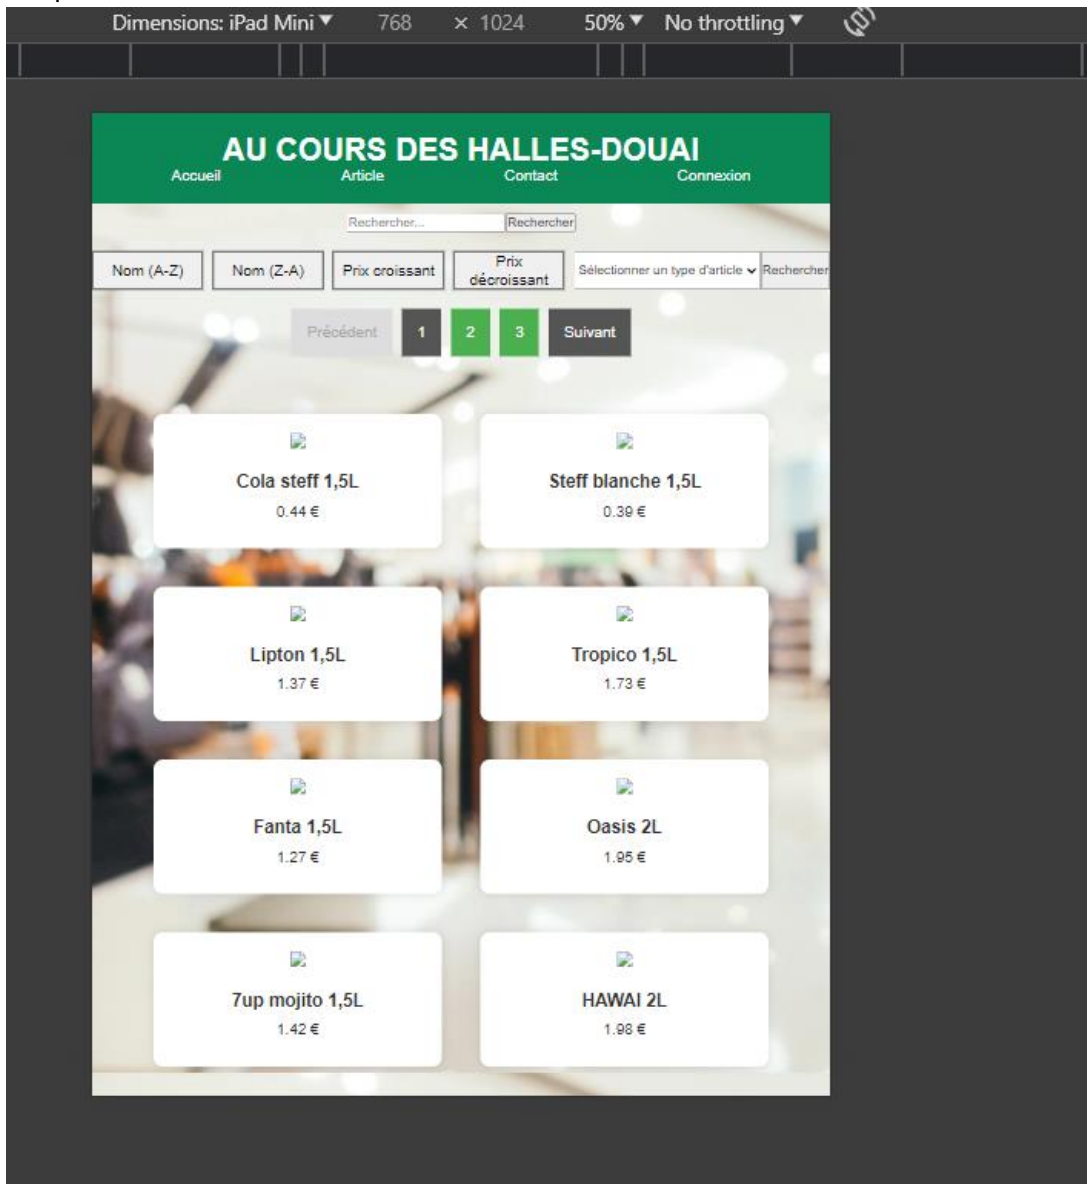 Dimensions: iPad Mini ▼ 768 × 1024 50% ▼ No throttling ▼
AU COURS DES HALLES-DOUAI
Accueil Article Contact Connexion
Rechercher... Rechercher
Nom (A-Z) Nom (Z-A) Prix croissant Prix décroissant Sélectionner un type d'article Rechercher
Précédent 1 2 3 Suivant
Cola steff 1,5L Steff blanche 1,5L
0.44 € 0.39 €
Lipton 1,5L Tropico 1,5L
1.37 € 1.73 €
Fanta 1,5L Oasis 2L
1.27 € 1.95 €
7up mojito 1,5L HAWAI 2L
1.42 € 1.98 €